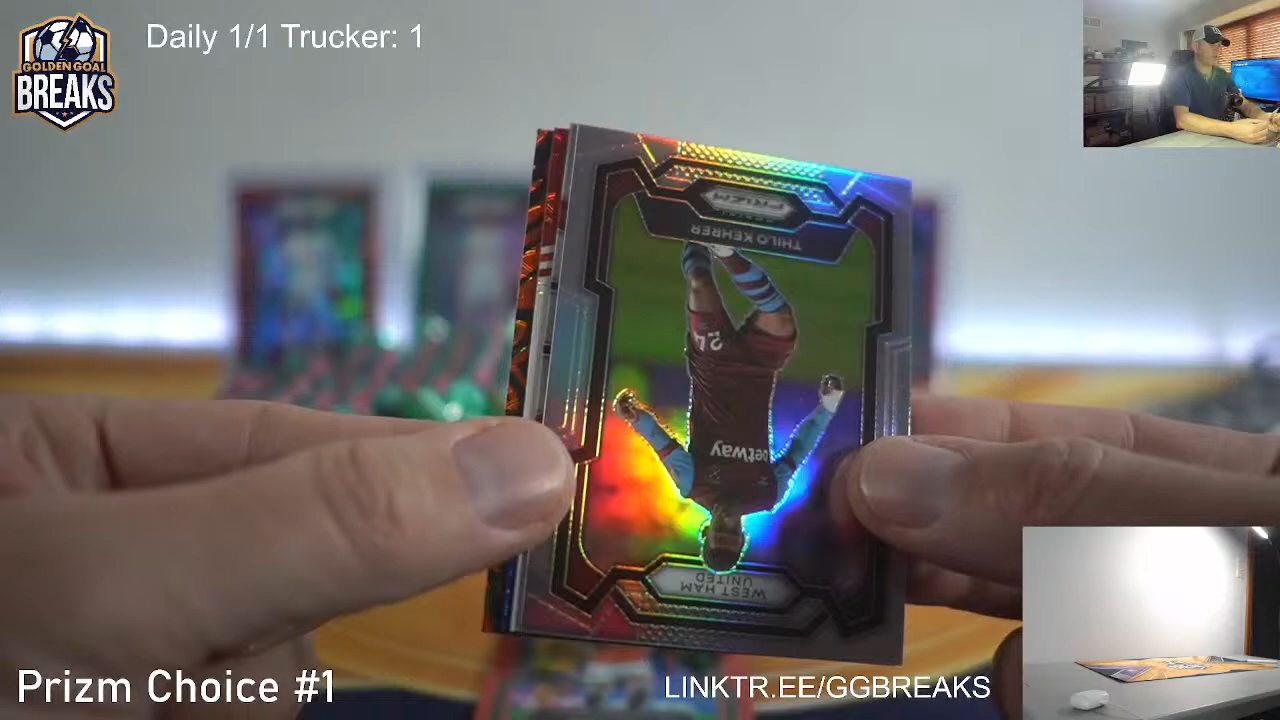 Daily 1/1 Trucker: 1
GOLDEN GOAL
BREAKS
PRIZM
THILO KEHRER
24
betway
WEST HAM
UNITED
Prizm Choice #1
LINKTR.EE/GGBREAKS